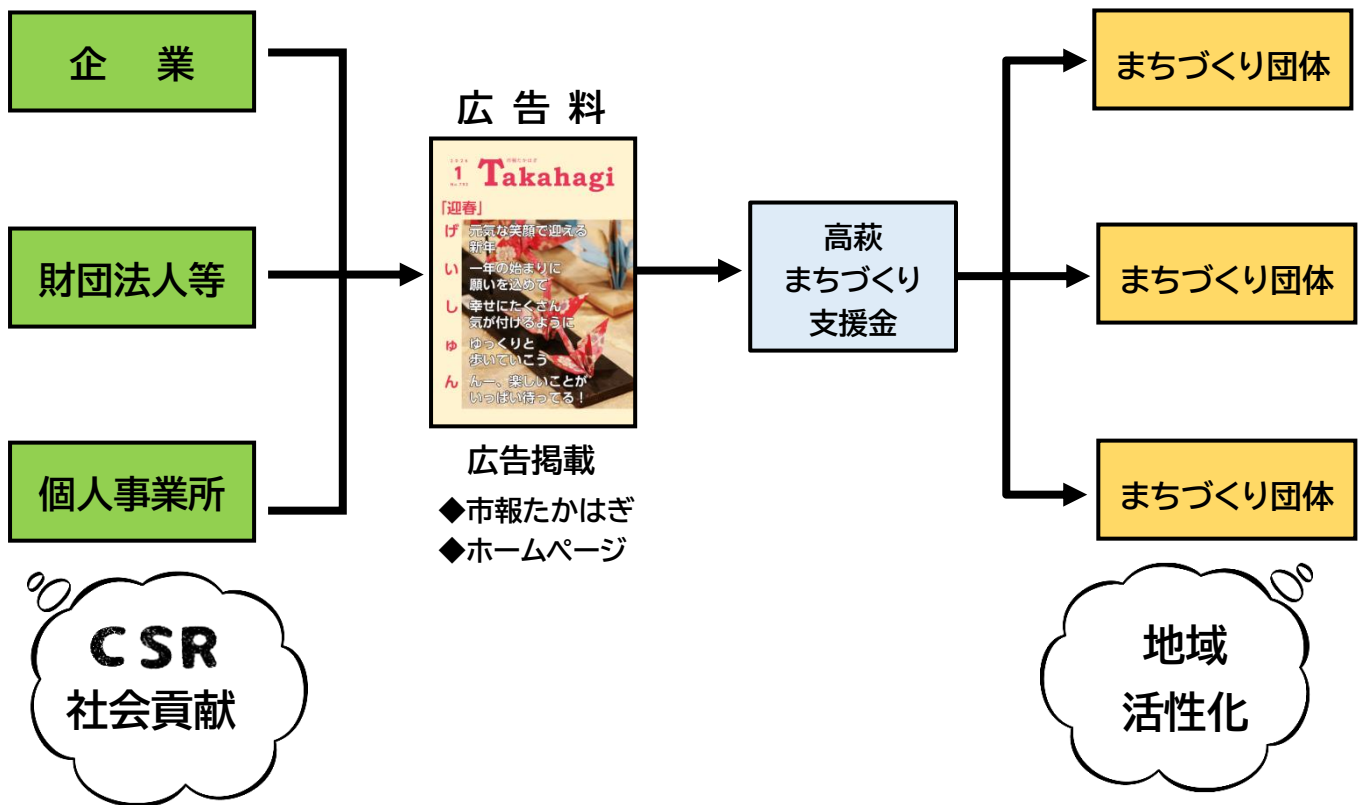 企　業
財団法人等
個人事業所
CSR
社会貢献
広 告 料
1
市報たかはぎ
Takahagi
「迎春」
げ 元気な笑顔で迎える
新年
い 一年の始まりに
願いを込めて
し 幸せにたくさん
気が付けるように
ゅ ゆっくりと
歩いていこう
ん んー、楽しいことが
いっぱい待ってる！
広告掲載
◆市報たかはぎ
◆ホームページ
高萩
まちづくり
支援金
まちづくり団体
まちづくり団体
まちづくり団体
地域
活性化